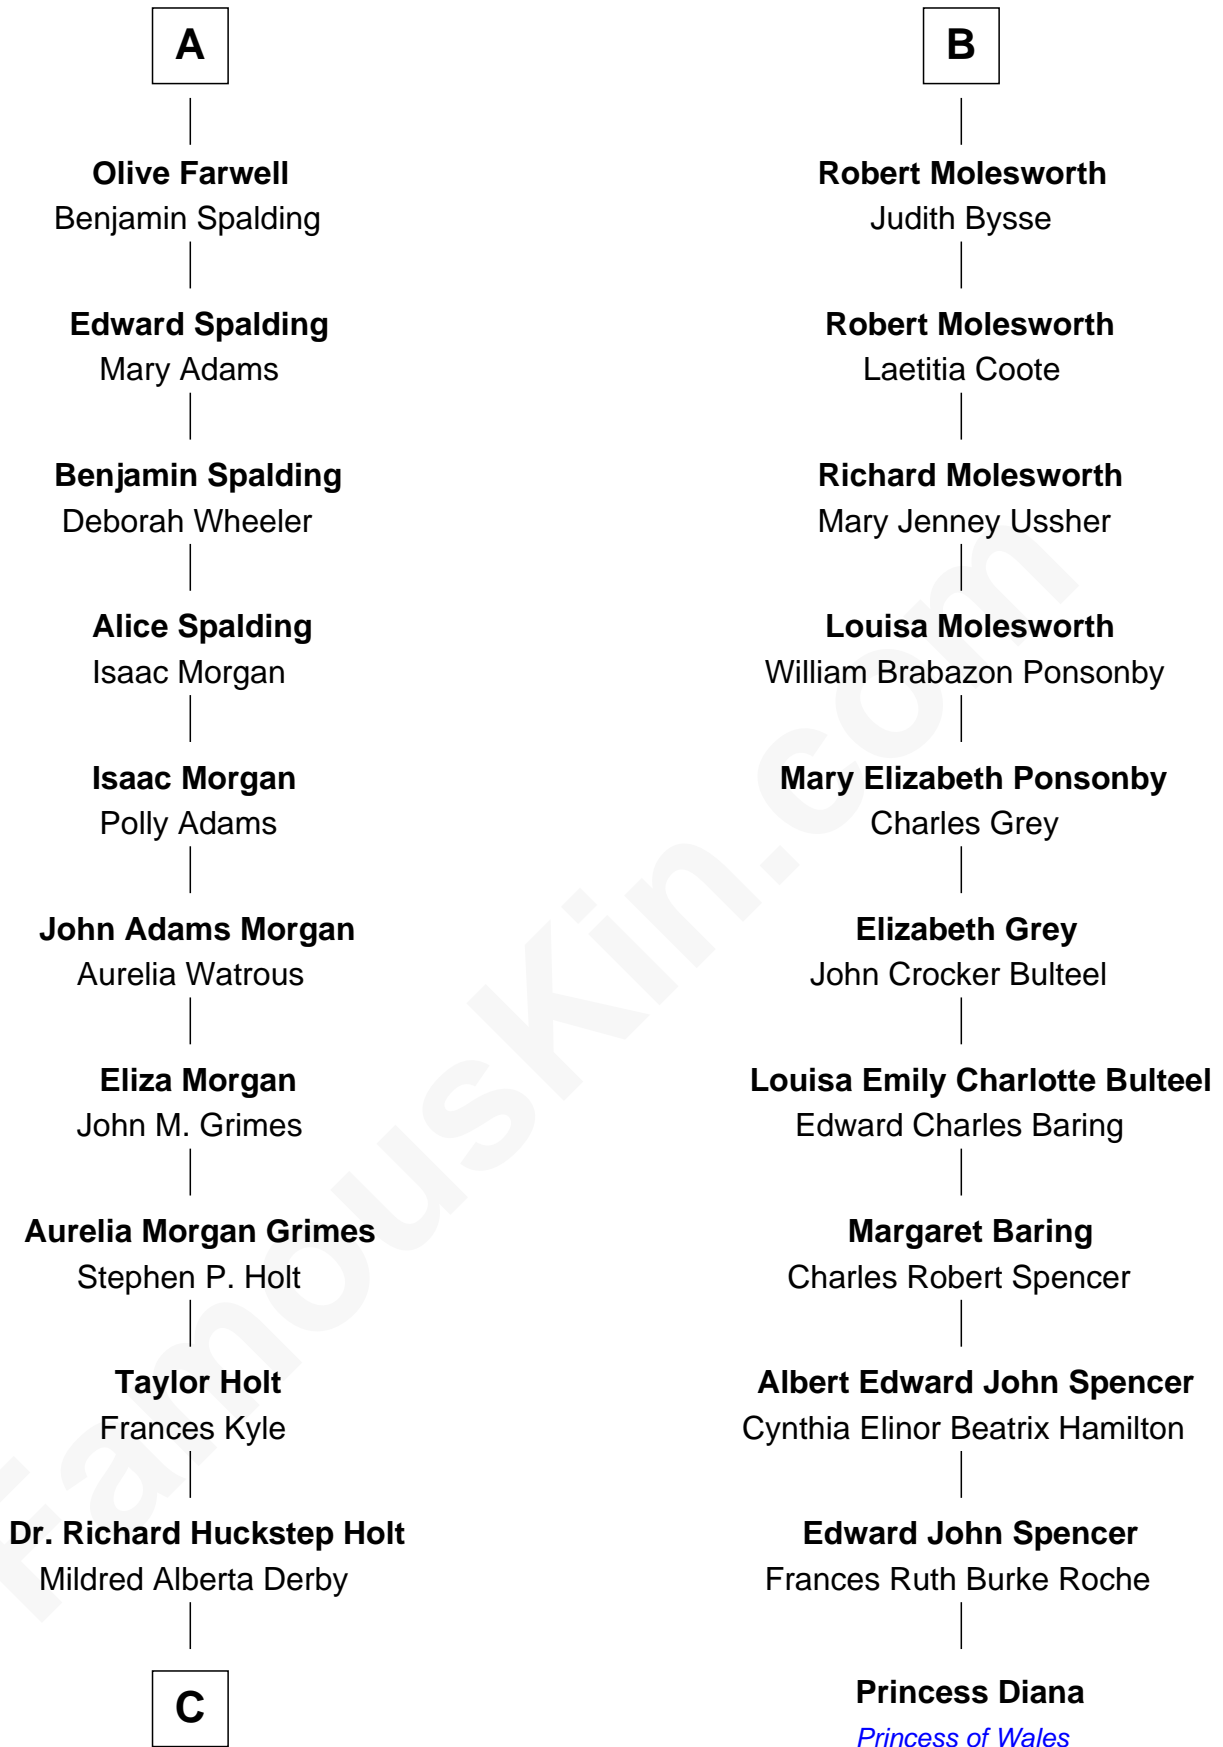 A
Olive Farwell
Benjamin Spalding
Edward Spalding
Mary Adams
Benjamin Spalding
Deborah Wheeler
Alice Spalding
Isaac Morgan
Isaac Morgan
Polly Adams
John Adams Morgan
Aurelia Watrous
Eliza Morgan
John M. Grimes
Aurelia Morgan Grimes
Stephen P. Holt
Taylor Holt
Frances Kyle
Dr. Richard Huckstep Holt
Mildred Alberta Derby
C
B
Robert Molesworth
Judith Bysse
Robert Molesworth
Laetitia Coote
Richard Molesworth
Mary Jenney Ussher
Louisa Molesworth
William Brabazon Ponsonby
Mary Elizabeth Ponsonby
Charles Grey
Elizabeth Grey
John Crocker Bulteel
Louisa Emily Charlotte Bulteel
Edward Charles Baring
Margaret Baring
Charles Robert Spencer
Albert Edward John Spencer
Cynthia Elinor Beatrix Hamilton
Edward John Spencer
Frances Ruth Burke Roche
Princess Diana
Princess of Wales
FamousKin.com